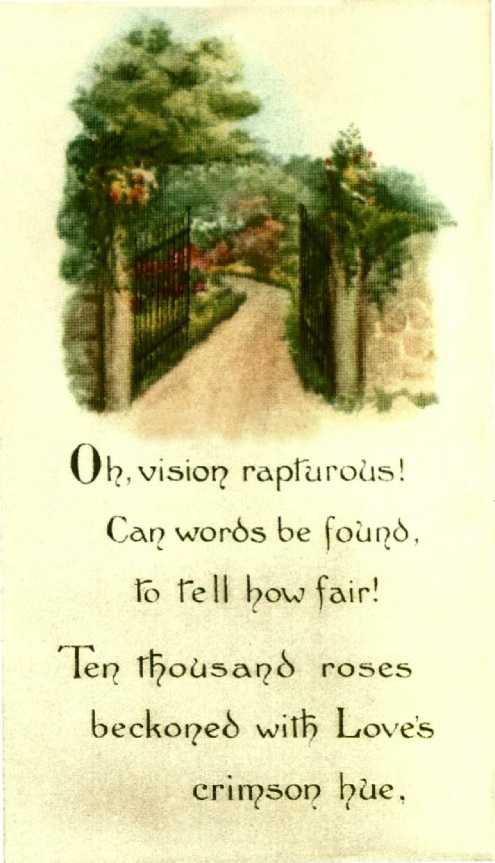 Oh, vision rapturous!
Can words be found,
to tell how fair!
Ten thousand roses
beckoned with Love's
crimson hue,